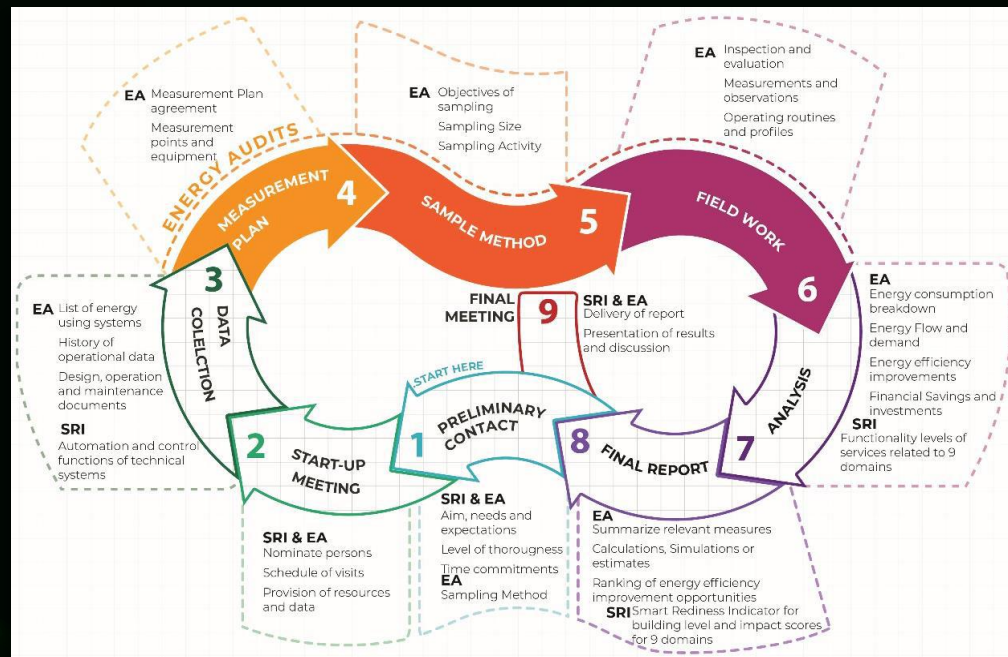 START HERE
1
PRELIMINARY
CONTACT
SRI & EA
Aim, needs and
expectations
Level of thorougness
Time commitments
EA
Sampling Method
2
START-UP
MEETING
SRI & EA
Nominate persons
Schedule of visits
Provision of resources
and data
3
DATA
COLELCTION
EA List of energy
using systems
History of
operational data
Design, operation
and maintenance
documents
SRI
Automation and control
functions of technical
systems
ENERGY AUDITS
4
MEASUREMENT
PLAN
EA Measurement Plan
agreement
Measurement
points and
equipment
5
SAMPLE METHOD
EA Objectives of
sampling
Sampling Size
Sampling Activity
6
FIELD WORK
EA Inspection and
evaluation
Measurements and
observations
Operating routines
and profiles
7
ANALYSIS
EA
Energy consumption
breakdown
Energy Flow and
demand
Energy efficiency
improvements
Financial Savings and
investments
SRI
Functionality levels of
services related to 9
domains
8
FINAL REPORT
EA
Summarize relevant measures
Calculations, Simulations or
estimates
Ranking of energy efficiency
improvement opportunities
SRI Smart Rediness Indicator for
building level and Impact scores
for 9 domains
FINAL
MEETING
9
SRI & EA
Delivery of report
Presentation of results
and discussion